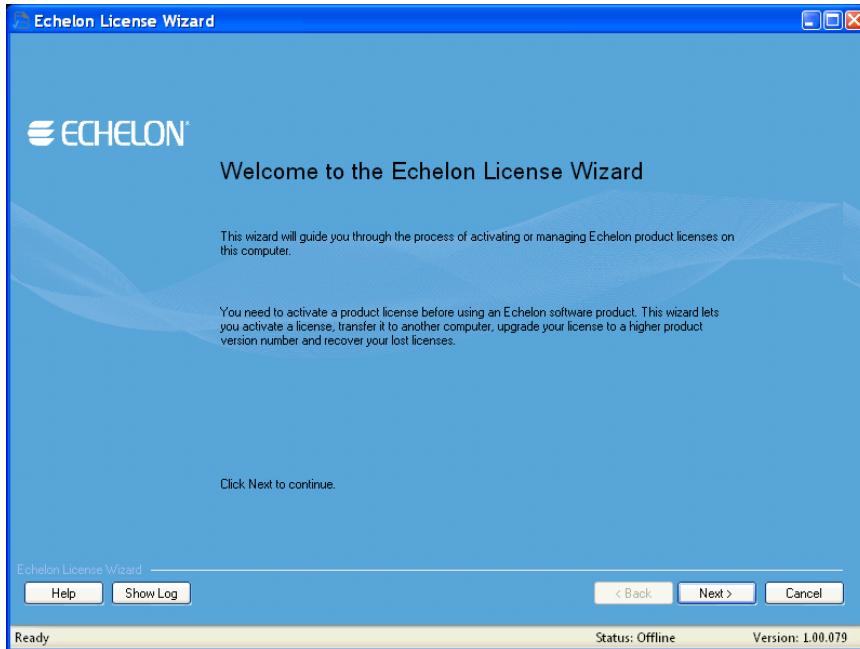 Echelon License Wizard
ECHELON®
Welcome to the Echelon License Wizard
This wizard will guide you through the process of activating or managing Echelon product licenses on
this computer.
You need to activate a product license before using an Echelon software product. This wizard lets
you activate a license, transfer it to another computer, upgrade your license to a higher product
version number and recover your lost licenses.
Click Next to continue.
Echelon License Wizard
Help Show Log < Back Next > Cancel
Ready Status: Offline Version: 1.00.079